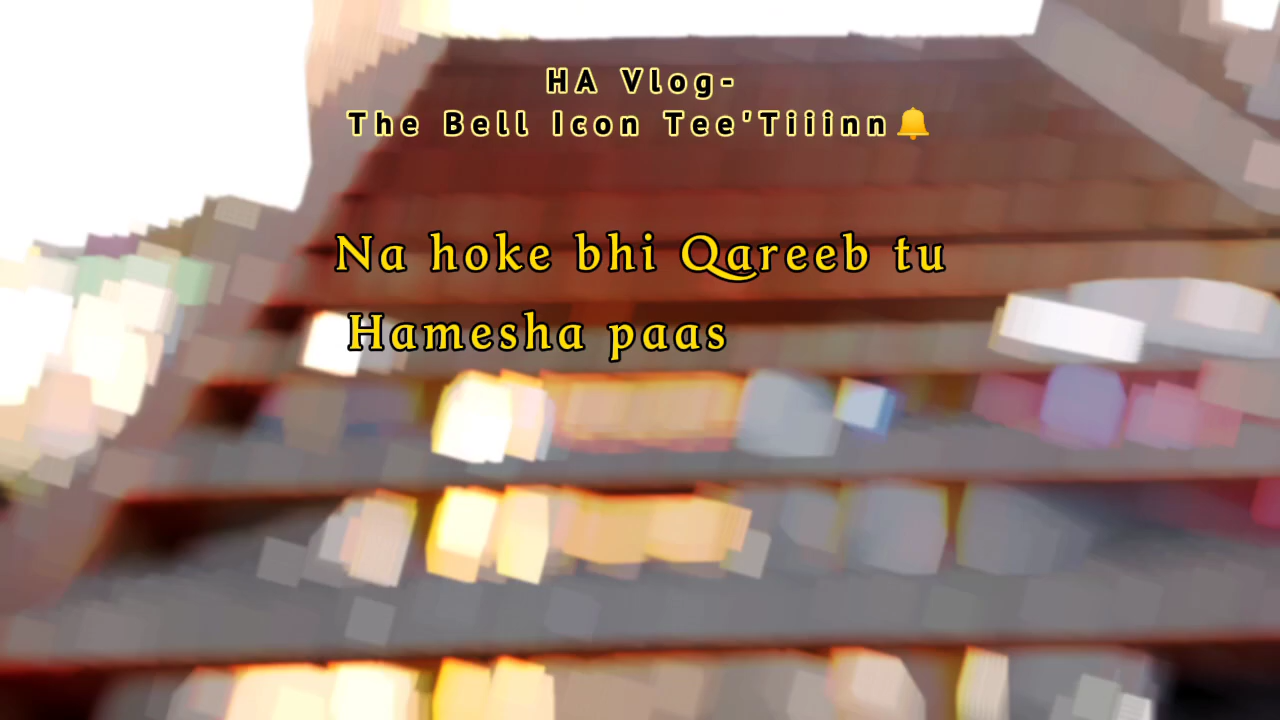 HA Vlog-
The Bell Icon Tee'Tiiinn🔔
Na hoke bhi Qareeb tu
Hamesha paas